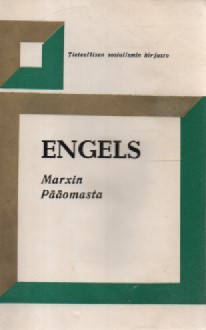 Tieteellisen sosialismin kirjasto
ENGELS
Marxin
Pääomasta